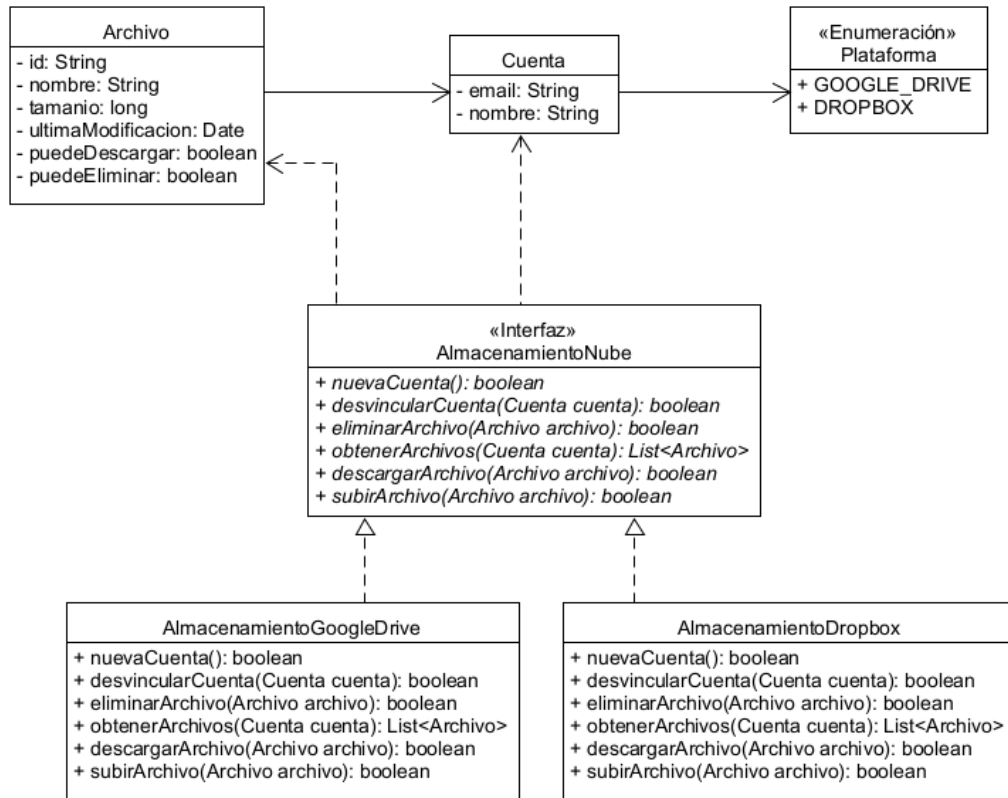 Archivo
- id: String
- nombre: String
- tamanio: long
- ultimaModificacion: Date
- puedeDescargar: boolean
- puedeEliminar: boolean
Cuenta
- email: String
- nombre: String
«Enumeración»
Plataforma
+ GOOGLE_DRIVE
+ DROPBOX
«Interfaz»
AlmacenamientoNube
+ nuevaCuenta(): boolean
+ desvincularCuenta(Cuenta cuenta): boolean
+ eliminarArchivo(Archivo archivo): boolean
+ obtenerArchivos(Cuenta cuenta): List<Archivo>
+ descargarArchivo(Archivo archivo): boolean
+ subirArchivo(Archivo archivo): boolean
AlmacenamientoGoogleDrive
+ nuevaCuenta(): boolean
+ desvincularCuenta(Cuenta cuenta): boolean
+ eliminarArchivo(Archivo archivo): boolean
+ obtenerArchivos(Cuenta cuenta): List<Archivo>
+ descargarArchivo(Archivo archivo): boolean
+ subirArchivo(Archivo archivo): boolean
AlmacenamientoDropbox
+ nuevaCuenta(): boolean
+ desvincularCuenta(Cuenta cuenta): boolean
+ eliminarArchivo(Archivo archivo): boolean
+ obtenerArchivos(Cuenta cuenta): List<Archivo>
+ descargarArchivo(Archivo archivo): boolean
+ subirArchivo(Archivo archivo): boolean